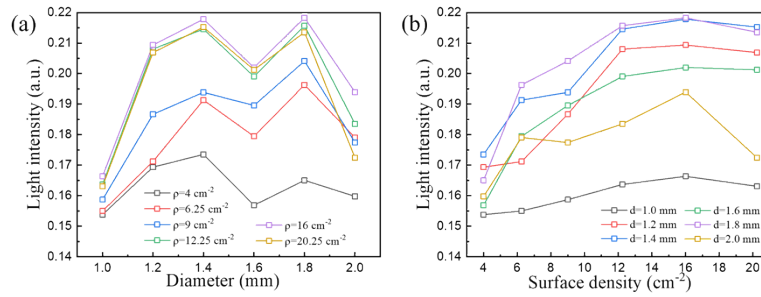 (a)
Light intensity (a.u.)
0.22
0.21
0.20
0.19
0.18
0.17
0.16
0.15
0.14
ρ=4 cm⁻²
ρ=6.25 cm⁻²
ρ=9 cm⁻²
ρ=12.25 cm⁻²
ρ=16 cm⁻²
ρ=20.25 cm⁻²
1.0 1.2 1.4 1.6 1.8 2.0
Diameter (mm)
(b)
Light intensity (a.u.)
0.22
0.21
0.20
0.19
0.18
0.17
0.16
0.15
0.14
d=1.0 mm
d=1.2 mm
d=1.4 mm
d=1.6 mm
d=1.8 mm
d=2.0 mm
4 6 8 10 12 14 16 18 20
Surface density (cm⁻²)